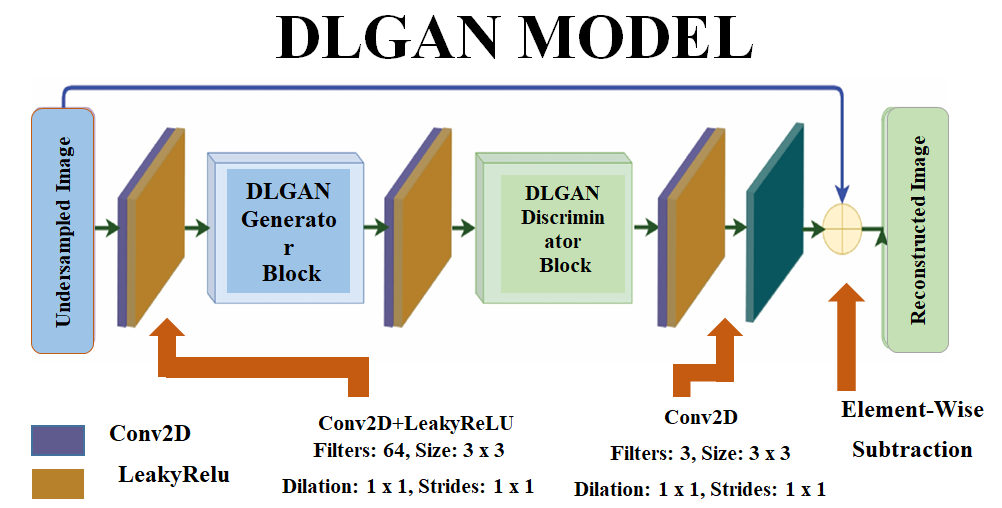 DLGAN MODEL
Undersampled Image
DLGAN
Generato
r
Block
DLGAN
Discrimin
ator
Block
Reconstructed Image
Conv2D
LeakyRelu
Conv2D+LeakyReLU
Filters: 64, Size: 3 x 3
Dilation: 1 x 1, Strides: 1 x 1
Conv2D
Filters: 3, Size: 3 x 3
Dilation: 1 x 1, Strides: 1 x 1
Element-Wise
Subtraction